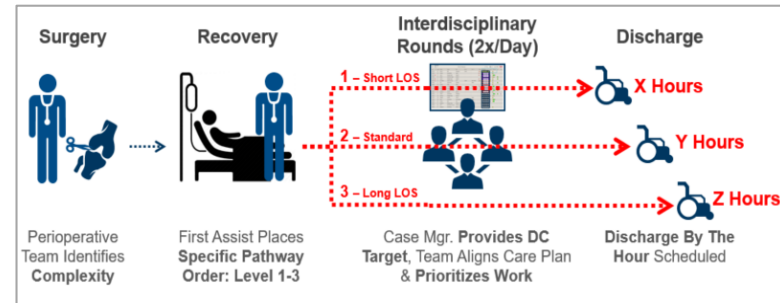 Surgery
Recovery
Interdisciplinary
Rounds (2x/Day)
Discharge
1 – Short LOS
X Hours
2 – Standard
Y Hours
3 – Long LOS
Z Hours
Perioperative
Team Identifies
Complexity
First Assist Places
Specific Pathway
Order: Level 1-3
Case Mgr. Provides DC
Target, Team Aligns Care Plan
& Prioritizes Work
Discharge By The
Hour Scheduled